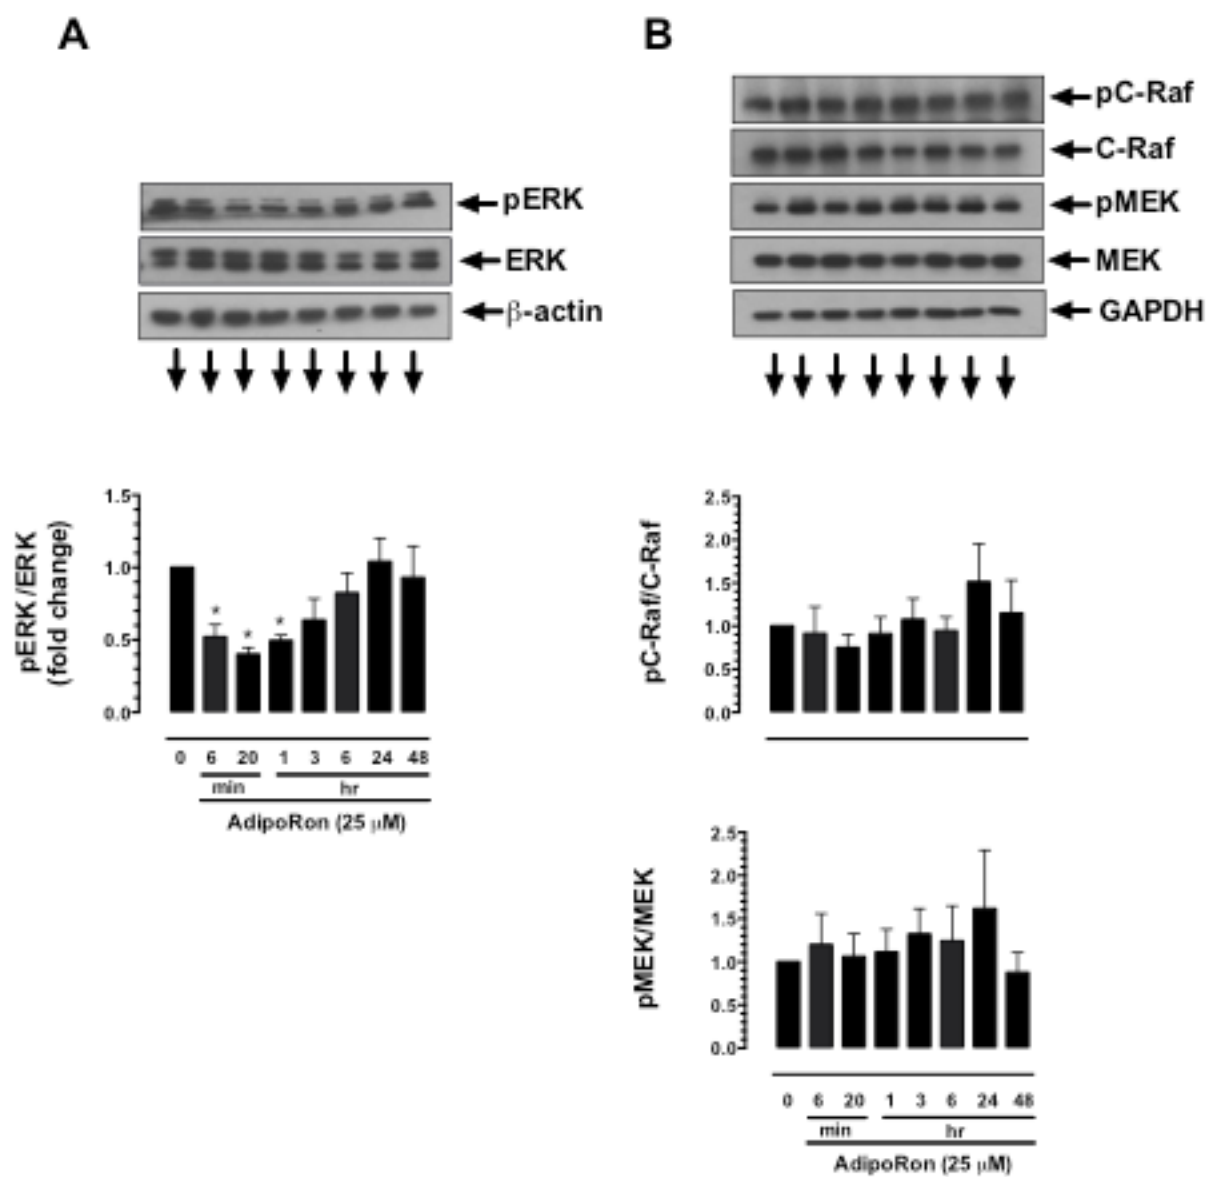 A
pERK
ERK
β-actin
1.5
1.0
0.5
0.0
pERK/ERK
(fold change)
* * *
0 6 20 1 3 6 24 48
min hr
AdipoRon (25 μM)
B
pC-Raf
C-Raf
pMEK
MEK
GAPDH
2.5
2.0
1.5
1.0
0.5
0.0
pC-Raf/C-Raf
2.5
2.0
1.5
1.0
0.5
0.0
pMEK/MEK
0 6 20 1 3 6 24 48
min hr
AdipoRon (25 μM)